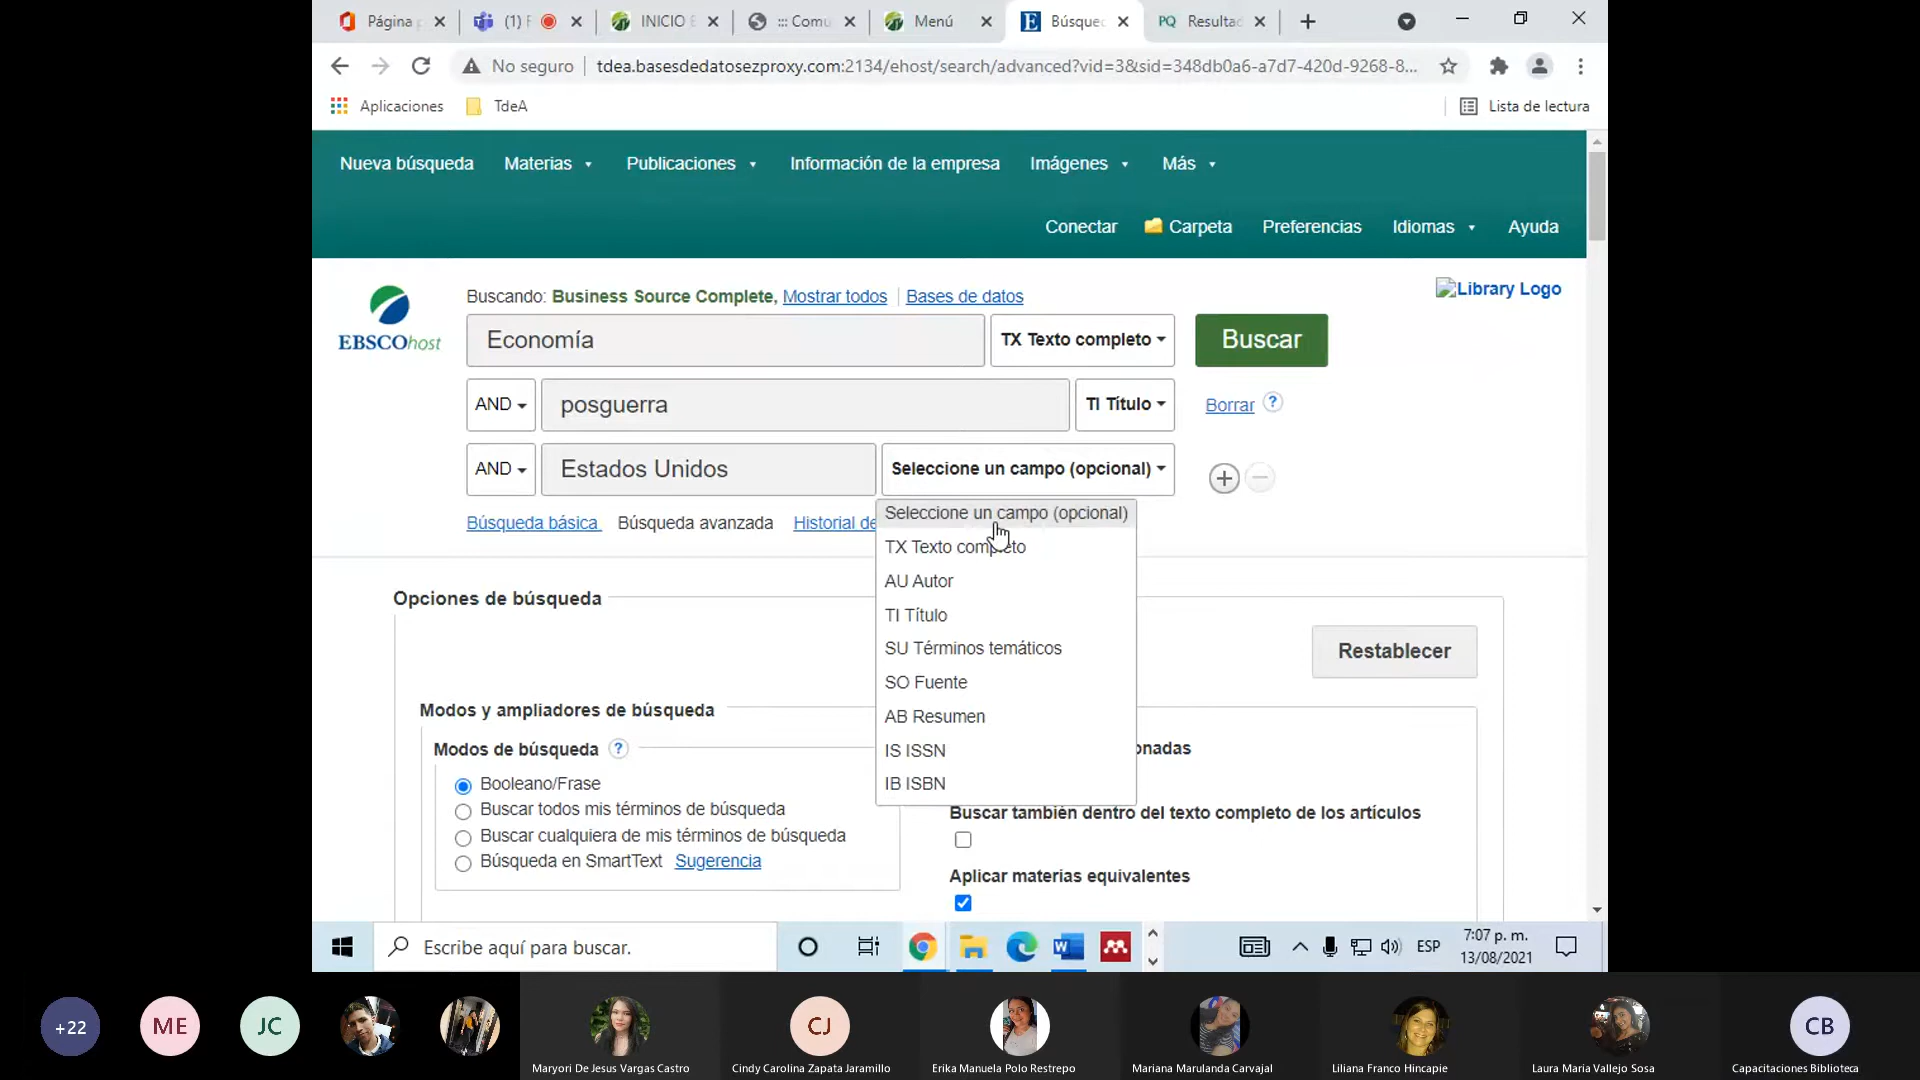 Página
(1)
INICIO
::: Comu
Menú
Búsque
PQ Resulta
No seguro
tdea.basesdedatosezproxy.com:2134/ehost/search/advanced?vid=3&sid=348db0a6-a7d7-420d-9268-8...
Aplicaciones
TdeA
Lista de lectura
Nueva búsqueda
Materias
Publicaciones
Información de la empresa
Imágenes
Más
Conectar
Carpeta
Preferencias
Idiomas
Ayuda
EBSCOhost
Buscando: Business Source Complete, Mostrar todos
Bases de datos
Library Logo
Economía
TX Texto completo
Buscar
AND
posguerra
TI Título
Borrar
?
AND
Estados Unidos
Seleccione un campo (opcional)
Búsqueda básica
Búsqueda avanzada
Historial de
Seleccione un campo (opcional)
TX Texto completo
AU Autor
TI Título
SU Términos temáticos
SO Fuente
AB Resumen
IS ISSN
IB ISBN
Opciones de búsqueda
Restablecer
Modos y ampliadores de búsqueda
Modos de búsqueda
?
Booleano/Frase
Buscar todos mis términos de búsqueda
Buscar cualquiera de mis términos de búsqueda
Búsqueda en SmartText
Sugerencia
onadas
Buscar también dentro del texto completo de los artículos
Aplicar materias equivalentes
Escribe aquí para buscar.
ESP
7:07 p. m.
13/08/2021
+22
ME
JC
CJ
CB
Maryori De Jesus Vargas Castro
Cindy Carolina Zapata Jaramillo
Erika Manuela Polo Restrepo
Mariana Marulanda Carvajal
Liliana Franco Hincapie
Laura Maria Vallejo Sosa
Capacitaciones Biblioteca